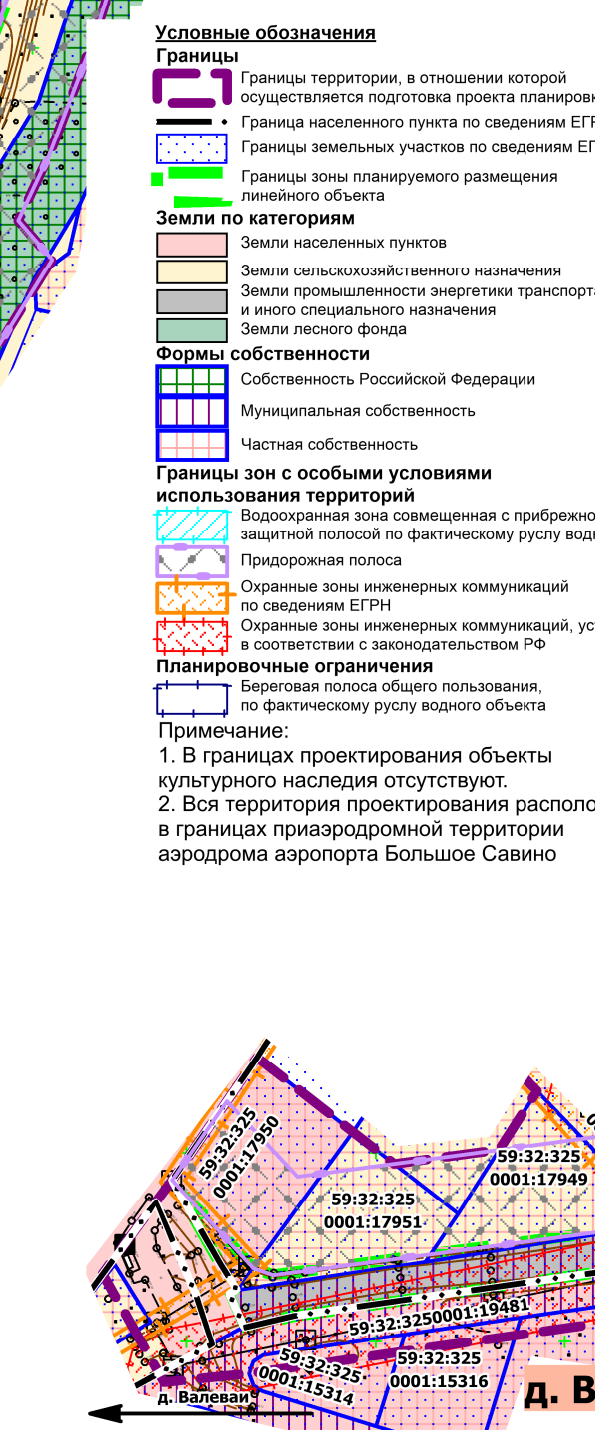 Условные обозначения
Границы
Границы территории, в отношении которой
осуществляется подготовка проекта планировк
Граница населенного пункта по сведениям ЕГР
Границы земельных участков по сведениям ЕГ
Границы зоны планируемого размещения
линейного объекта
Земли по категориям
Земли населенных пунктов
Земли сельскохозяйственного назначения
Земли промышленности энергетики транспорта
и иного специального назначения
Земли лесного фонда
Формы собственности
Собственность Российской Федерации
Муниципальная собственность
Частная собственность
Границы зон с особыми условиями
использования территорий
Водоохранная зона совмещенная с прибрежно
защитной полосой по фактическому руслу вод
Придорожная полоса
Охранные зоны инженерных коммуникаций
по сведениям ЕГРН
Охранные зоны инженерных коммуникаций, ус
в соответствии с законодательством РФ
Планировочные ограничения
Береговая полоса общего пользования,
по фактическому руслу водного объекта
Примечание:
1. В границах проектирования объекты
культурного наследия отсутствуют.
2. Вся территория проектирования располо
в границах приаэродромной территории
аэродрома аэропорта Большое Савино
59:32:325
0001:17950
59:32:325
0001:17949
59:32:325
0001:17951
59:32:3250001:19481
59:32:325
0001:15314
59:32:325
0001:15316
д. Валеваи
д. В